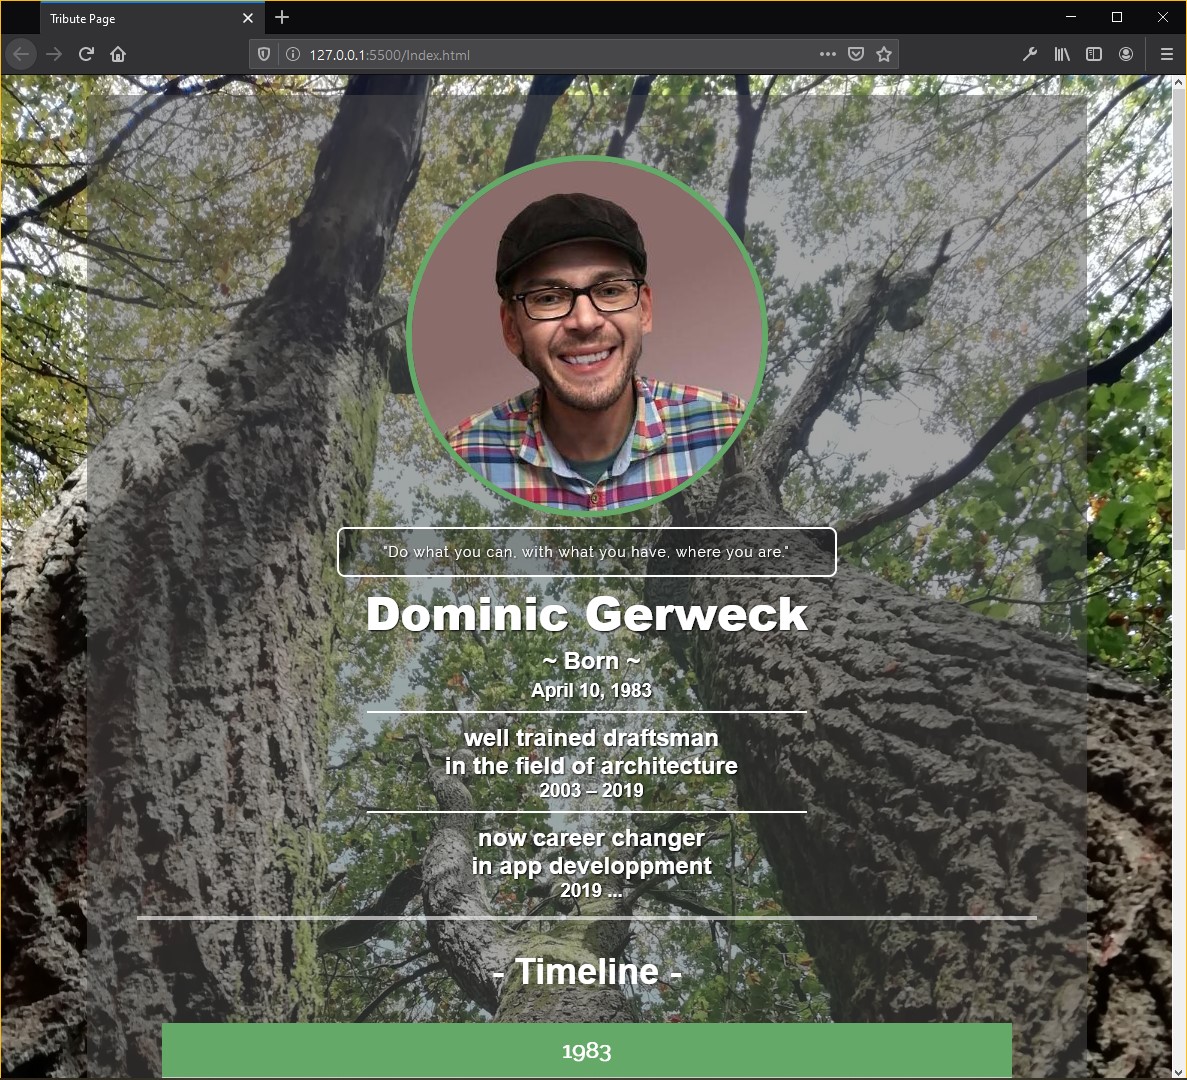 Tribute Page
127.0.0.1:5500/Index.html
"Do what you can, with what you have, where you are."
Dominic Gerweck
~ Born ~
April 10, 1983
well trained draftsman
in the field of architecture
2003 – 2019
now career changer
in app developpment
2019 ...
- Timeline -
1983